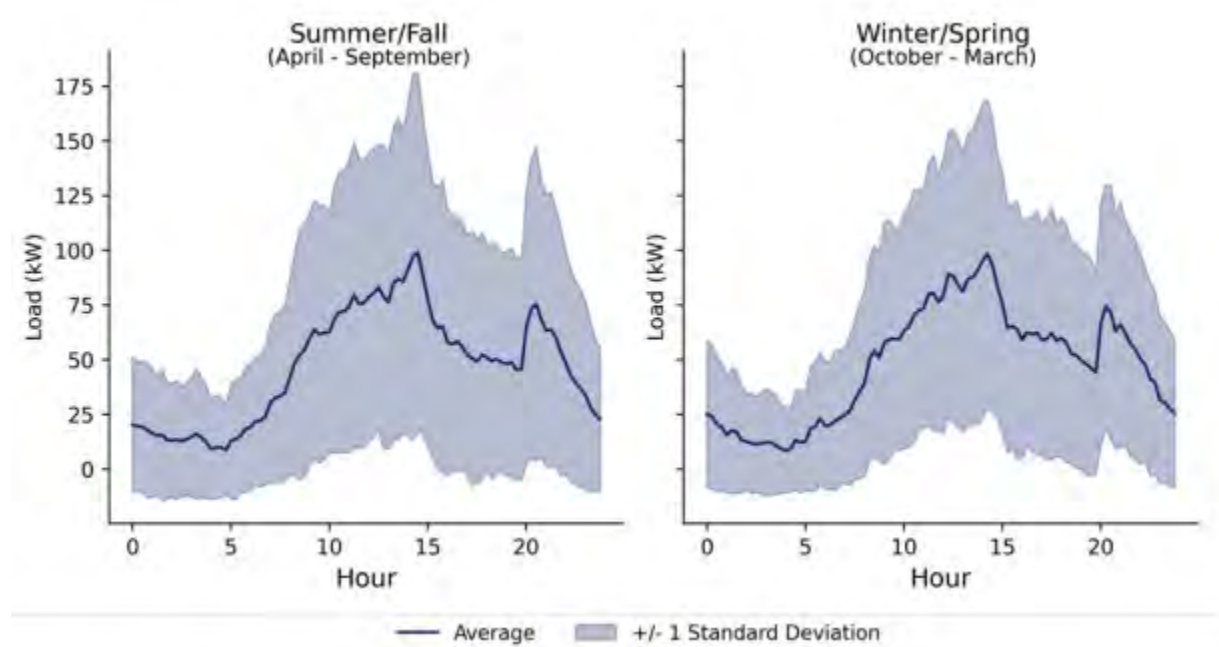 Summer/Fall
(April - September)
Load (kW)
175
150
125
100
75
50
25
0
0 5 10 15 20
Hour
Winter/Spring
(October - March)
Load (kW)
0 5 10 15 20
Hour
Average
+/- 1 Standard Deviation